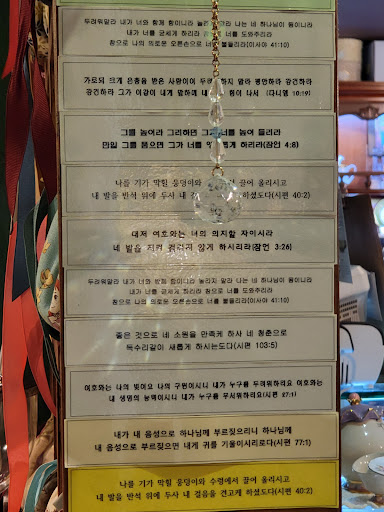 두려워말라 내가 너와 함께 함이니라 놀라지 말라 나는 네 하나님이 됨이니라
내가 너를 굳세게 하리라 참으로 너를 도와주리라
참으로 나의 의로운 오른손으로 너를 붙들리라(이사야 41:10)
가로되 크게 은총을 받은 사람이여 두려워하지 말라 평안하라 강건하라
강건하라 그가 이같이 내게 말하매 내가 힘이 나서 (다니엘 10:19)
그를 높이라 그리하면 그가 너를 높이 들리라
만일 그를 품으면 그가 너를 영화롭게 하리라(잠언 4:8)
나를 기가 막힐 웅덩이와 수렁에서 끌어 올리시고
내 발을 반석 위에 두사 내 걸음을 견고케 하셨도다(시편 40:2)
대저 여호와는 너의 의지할 자이시라
네 발을 지켜 걸리지 않게 하시리라(잠언 3:26)
두려워말라 내가 너와 함께 함이니라 놀라지 말라 나는 네 하나님이 됨이니라
내가 너를 굳세게 하리라 참으로 너를 도와주리라
참으로 나의 의로운 오른손으로 너를 붙들리라(이사야 41:10)
좋은 것으로 네 소원을 만족케 하사 네 청춘으로
독수리같이 새롭게 하시는도다(시편 103:5)
여호와는 나의 빛이요 나의 구원이시니 내가 누구를 두려워하리요 여호와는
내 생명의 능력이시니 내가 누구를 무서워하리요(시편 27:1)
내가 내 음성으로 하나님께 부르짖으리니 하나님께
내 음성으로 부르짖으면 내게 귀를 기울이시리로다(시편 77:1)
나를 기가 막힐 웅덩이와 수렁에서 끌어 올리시고
내 발을 반석 위에 두사 내 걸음을 견고케 하셨도다(시편 40:2)